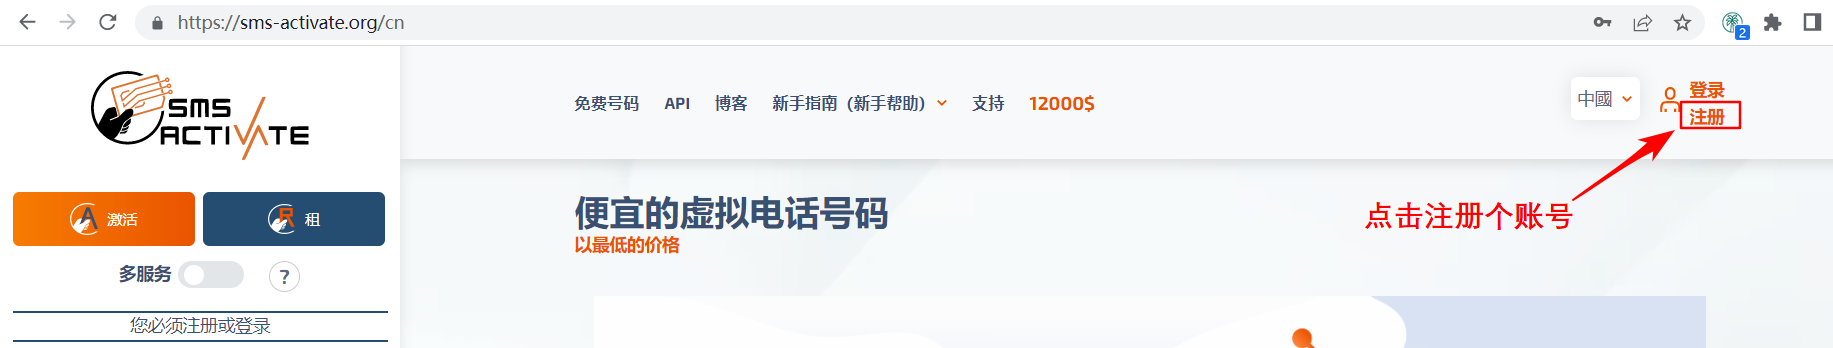 https://sms-activate.org/cn
2
SMS
ACTIVATE
免费号码 API 博客 新手指南（新手帮助） 支持 12000$
中國
登录
注册
点击注册个账号
A 激活
R 租
多服务 ?
您必须注册或登录
便宜的虚拟电话号码
以最低的价格